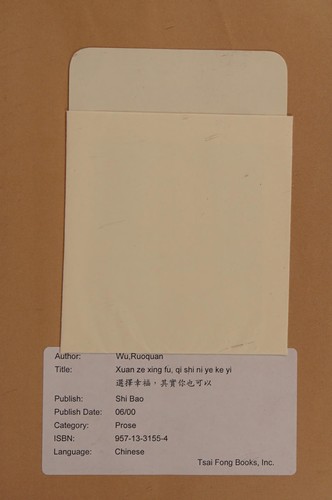 Author: Wu,Ruoquan
Title: Xuan ze xing fu, qi shi ni ye ke yi
選擇幸福，其實你也可以
Publish: Shi Bao
Publish Date: 06/00
Category: Prose
ISBN: 957-13-3155-4
Language: Chinese
Tsai Fong Books, Inc.